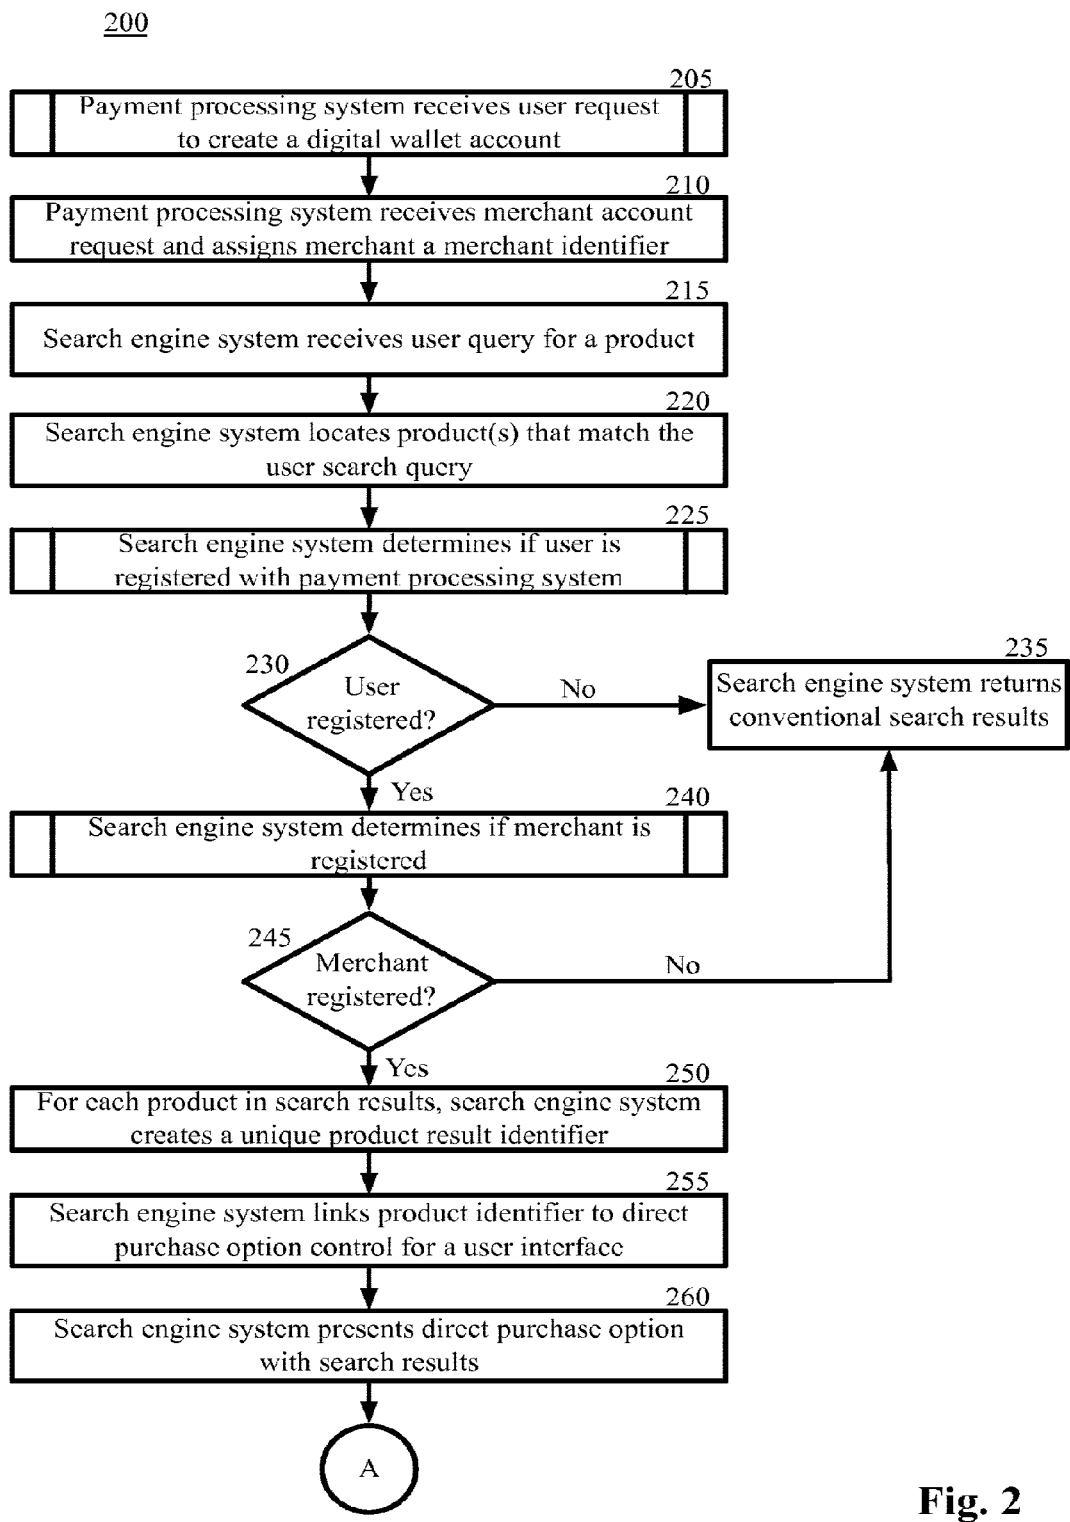 200
205
Payment processing system receives user request
to create a digital wallet account
210
Payment processing system receives merchant account
request and assigns merchant a merchant identifier
215
Search engine system receives user query for a product
220
Search engine system locates product(s) that match the
user search query
225
Search engine system determines if user is
registered with payment processing system
230
User
registered?
No
235
Search engine system returns
conventional search results
Yes
240
Search engine system determines if merchant is
registered
245
Merchant
registered?
No
Yes
250
For each product in search results, search engine system
creates a unique product result identifier
255
Search engine system links product identifier to direct
purchase option control for a user interface
260
Search engine system presents direct purchase option
with search results
A
Fig. 2